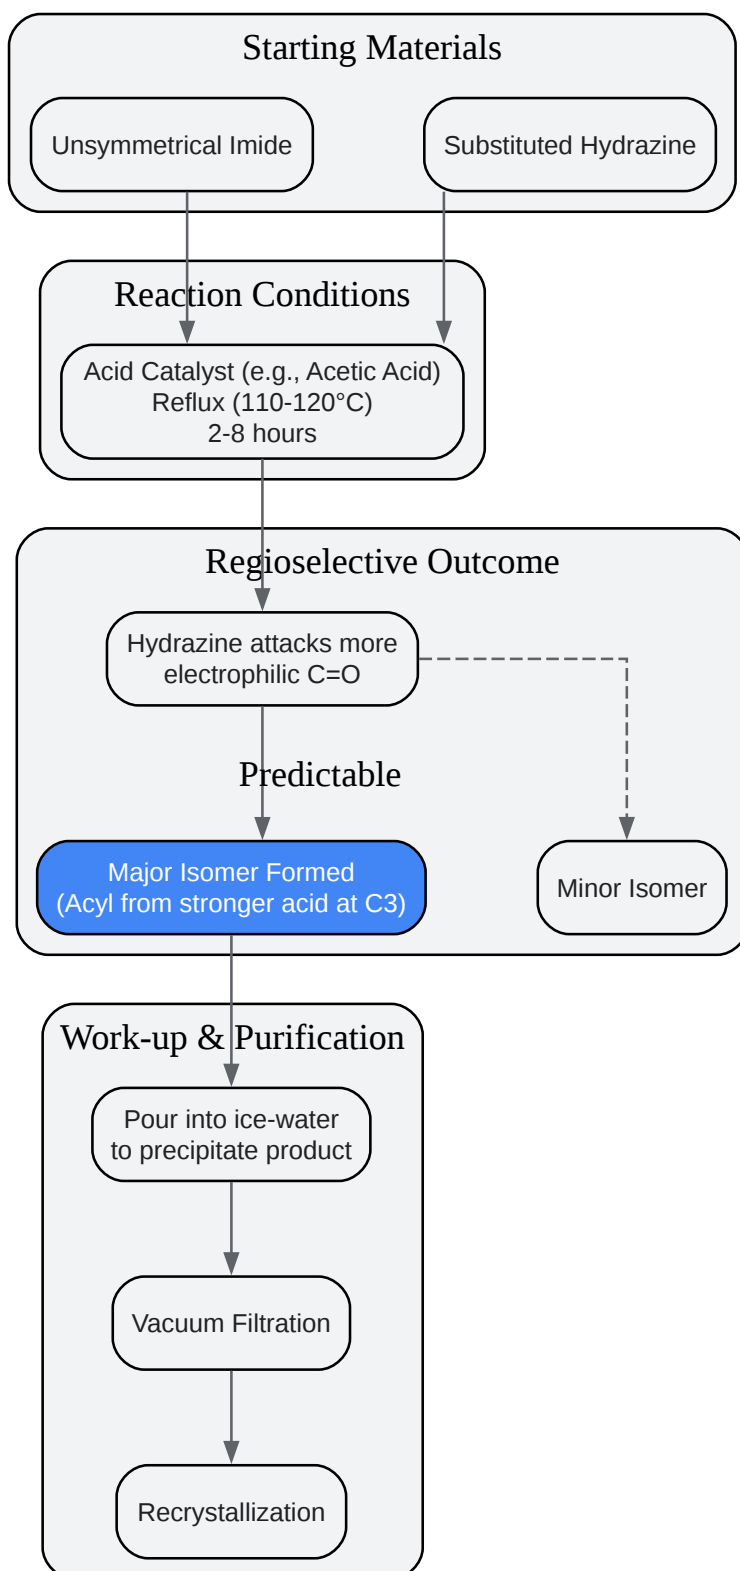 Starting Materials
Unsymmetrical Imide
Substituted Hydrazine
Reaction Conditions
Acid Catalyst (e.g., Acetic Acid)
Reflux (110-120°C)
2-8 hours
Regioselective Outcome
Hydrazine attacks more
electrophilic C=O
Predictable
Major Isomer Formed
(Acyl from stronger acid at C3)
Minor Isomer
Work-up & Purification
Pour into ice-water
to precipitate product
Vacuum Filtration
Recrystallization